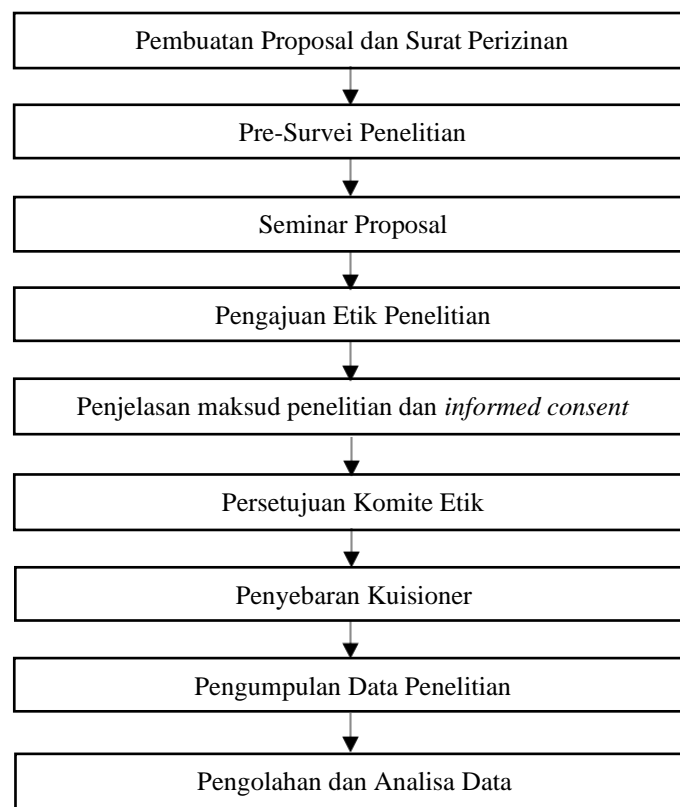 Pembuatan Proposal dan Surat Perizinan
Pre-Survei Penelitian
Seminar Proposal
Pengajuan Etik Penelitian
Penjelasan maksud penelitian dan informed consent
Persetujuan Komite Etik
Penyebaran Kuisioner
Pengumpulan Data Penelitian
Pengolahan dan Analisa Data